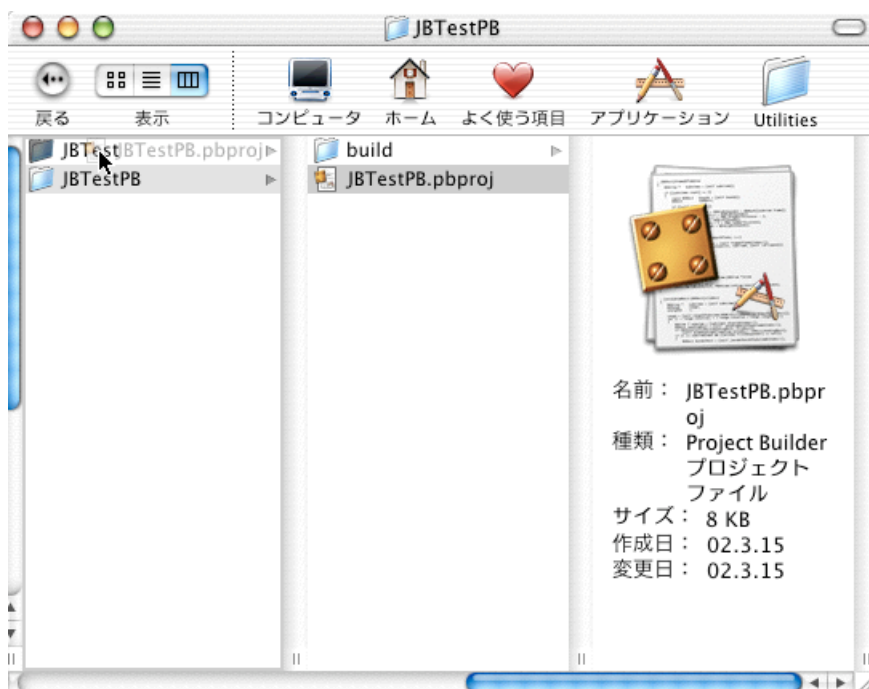 JBTestPB
戻る
表示
コンピュータ
ホーム
よく使う項目
アプリケーション
Utilities
JBTest
JBTestPB.pbproj
JBTestPB
build
JBTestPB.pbproj
名前： JBTestPB.pbpr
oj
種類： Project Builder
プロジェクト
ファイル
サイズ： 8 KB
作成日： 02.3.15
変更日： 02.3.15